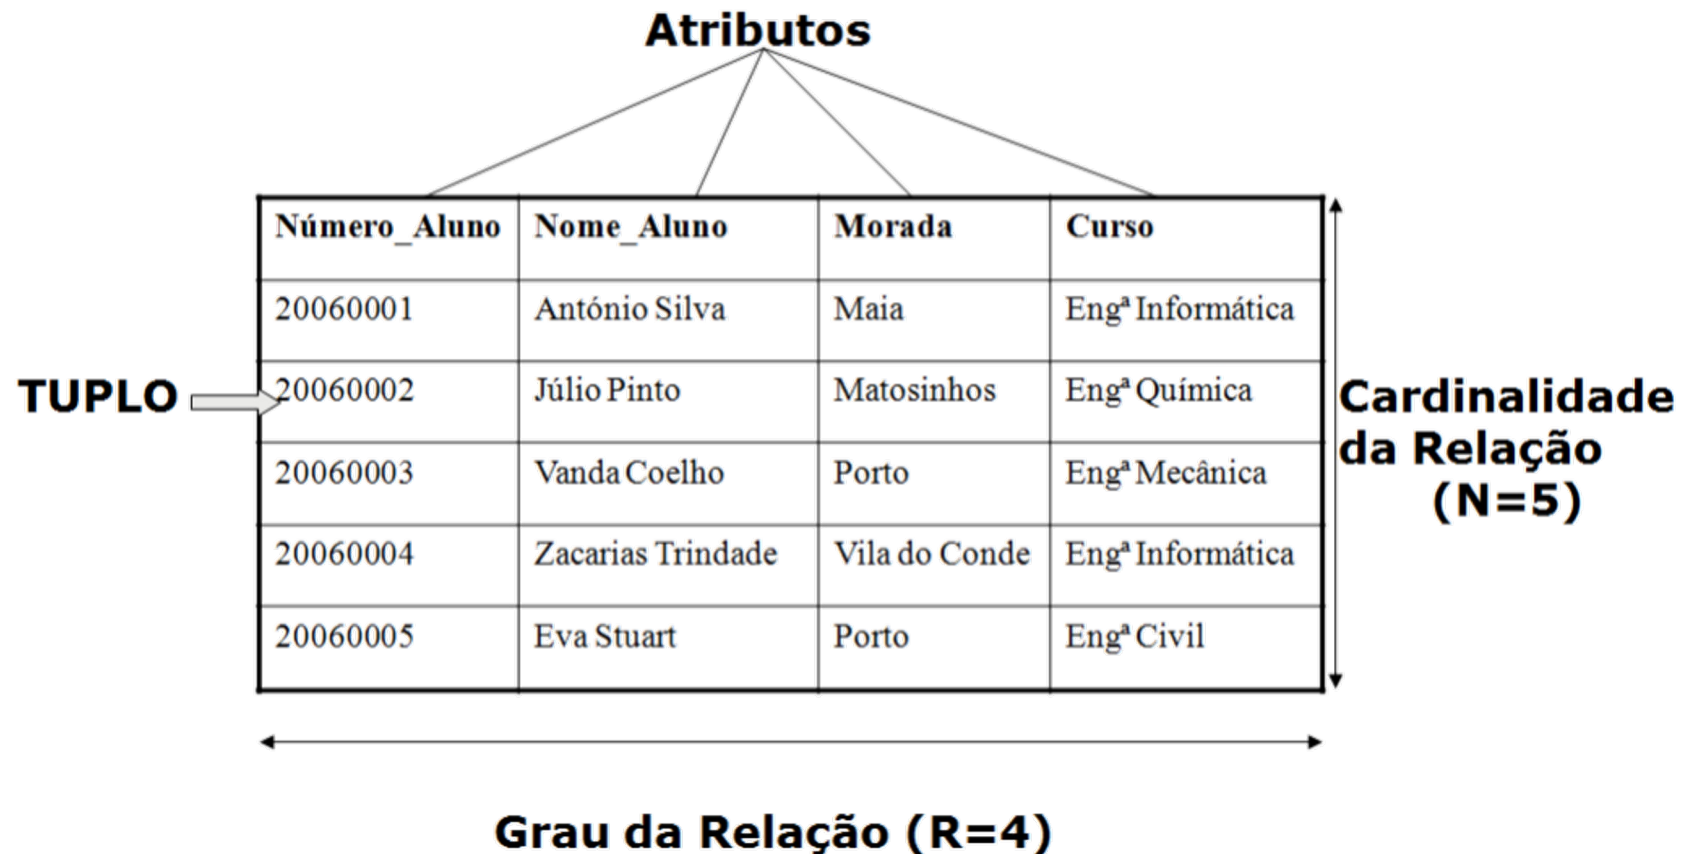 Atributos
Número_Aluno Nome_Aluno Morada Curso
20060001 António Silva Maia Engª Informática
TUPLO 20060002 Júlio Pinto Matosinhos Engª Química
20060003 Vanda Coelho Porto Engª Mecânica
20060004 Zacarias Trindade Vila do Conde Engª Informática
20060005 Eva Stuart Porto Engª Civil
Cardinalidade
da Relação
(N=5)
Grau da Relação (R=4)